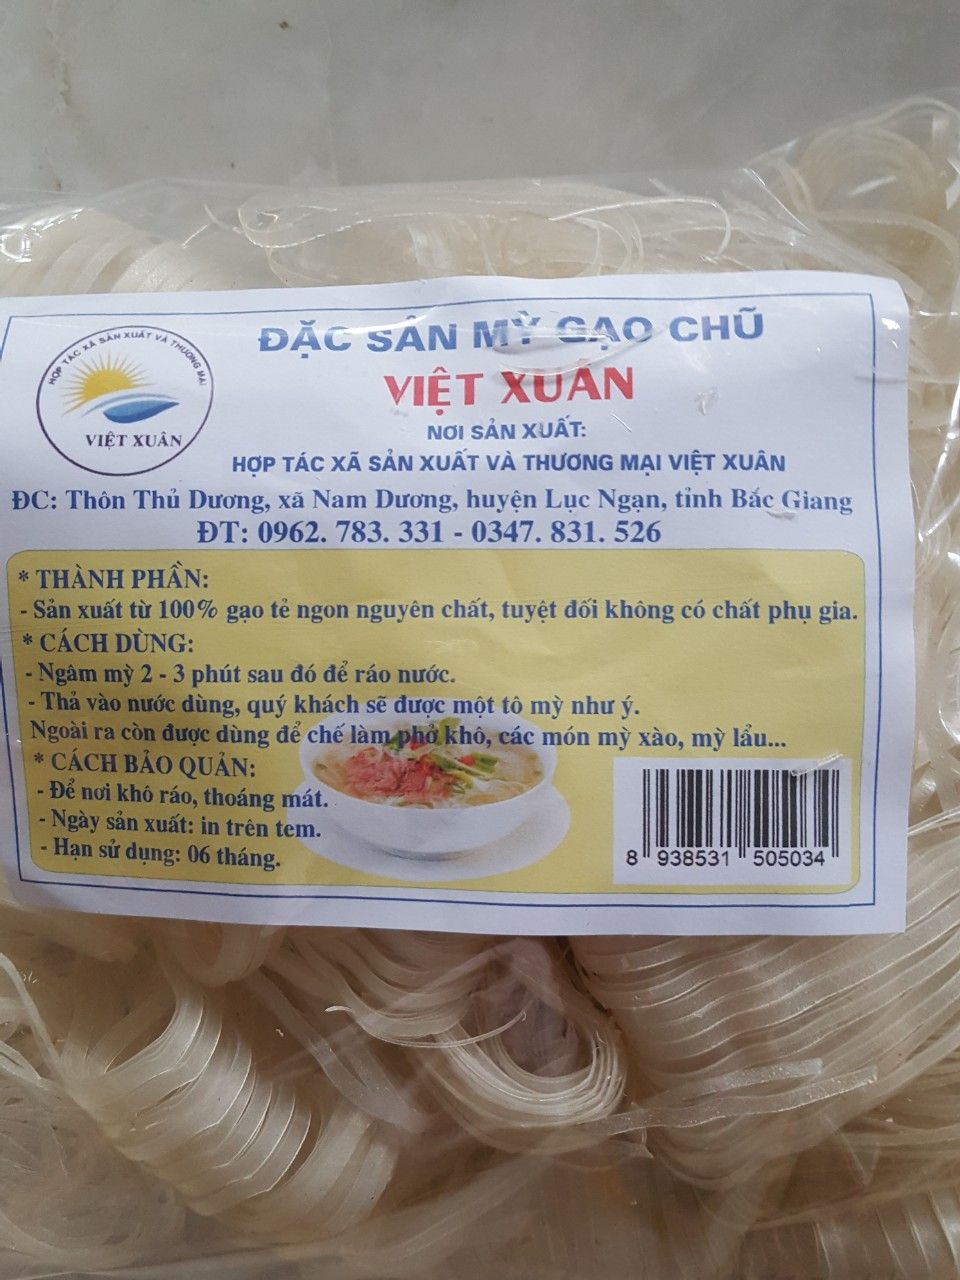 HỢP TÁC XÃ SẢN XUẤT VÀ THƯƠNG MẠI
VIỆT XUÂN
ĐẶC SẢN MỲ GẠO CHŨ
VIỆT XUÂN
NƠI SẢN XUẤT:
HỢP TÁC XÃ SẢN XUẤT VÀ THƯƠNG MẠI VIỆT XUÂN
ĐC: Thôn Thủ Dương, xã Nam Dương, huyện Lục Ngạn, tỉnh Bắc Giang
ĐT: 0962. 783. 331 - 0347. 831. 526
* THÀNH PHẦN:
- Sản xuất từ 100% gạo tẻ ngon nguyên chất, tuyệt đối không có chất phụ gia.
* CÁCH DÙNG:
- Ngâm mỳ 2 - 3 phút sau đó để ráo nước.
- Thả vào nước dùng, quý khách sẽ được một tô mỳ như ý.
Ngoài ra còn được dùng để chế làm phở khô, các món mỳ xào, mỳ lẩu...
* CÁCH BẢO QUẢN:
- Để nơi khô ráo, thoáng mát.
- Ngày sản xuất: in trên tem.
- Hạn sử dụng: 06 tháng.
8 938531 505034